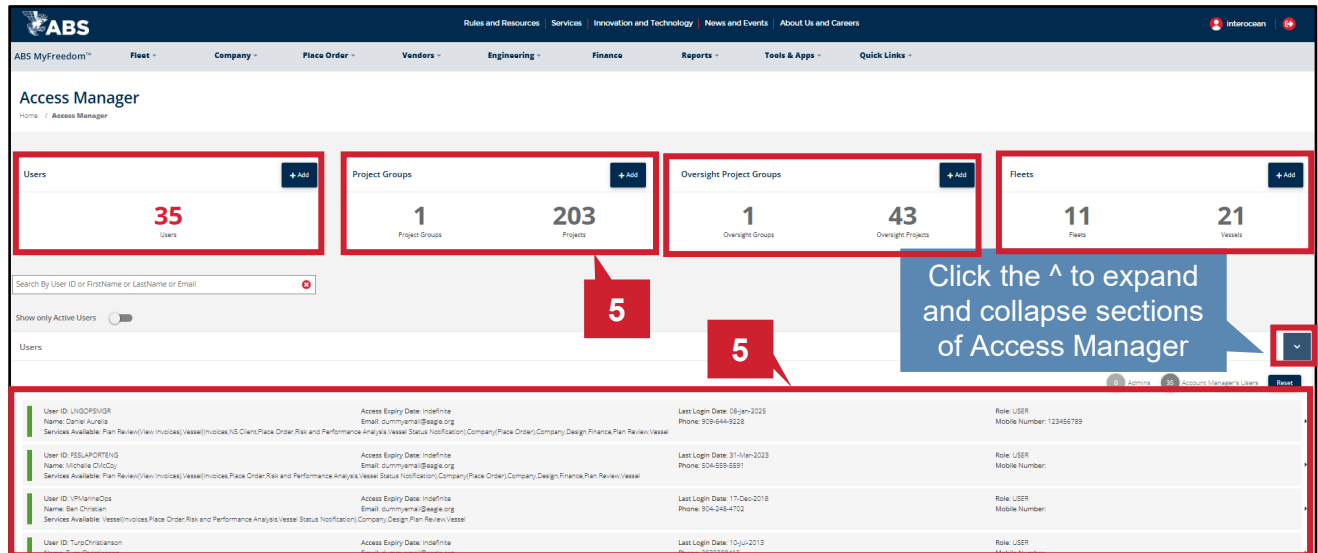 ABS
Rules and Resources | Services | Innovation and Technology | News and Events | About Us and Careers
interocean
ABS MyFreedom™ Fleet Company Place Order Vendors Engineering Finance Reports Tools & Apps Quick Links
Access Manager
Home / Access Manager
Users + Add Project Groups + Add Oversight Project Groups + Add Fleets + Add
35 1 203 1 43 11 21
Users Project Groups Projects Oversight Groups Oversight Projects Fleets Vessels
Search By User ID or FirstName or LastName or Email
Show only Active Users
5
Click the ^ to expand
and collapse sections
of Access Manager
Users
5
0 Admins 35 Account Manager's Users Reset
User ID: LNGOPSMGR Access Expiry Date: Indefinite Last Login Date: 08-Jan-2025 Role: USER
Name: Daniel Aurella Email: dummyemail@eagle.org Phone: 909-644-9228 Mobile Number: 123456789
Services Available: Plan Review(View Invoices),Vessel(Invoices,NS Client,Place Order,Risk and Performance Analysis,Vessel Status Notification),Company(Place Order),Company,Design,Finance,Plan Review,Vessel
User ID: PSSLAPORTENG Access Expiry Date: Indefinite Last Login Date: 31-Mar-2023 Role: USER
Name: Michelle CMcCoy Email: dummyemail@eagle.org Phone: 504-559-5591 Mobile Number:
Services Available: Plan Review(View Invoices),Vessel(Invoices,Place Order,Risk and Performance Analysis,Vessel Status Notification),Company(Place Order),Company,Design,Finance,Plan Review,Vessel
User ID: VPMarineOps Access Expiry Date: Indefinite Last Login Date: 17-Dec-2018 Role: USER
Name: Ben Christian Email: dummyemail@eagle.org Phone: 904-248-4702 Mobile Number:
Services Available: Vessel(Invoices,Place Order,Risk and Performance Analysis,Vessel Status Notification),Company,Design,Plan Review,Vessel
User ID: TurpChristianson Access Expiry Date: Indefinite Last Login Date: 10-Jul-2013 Role: USER